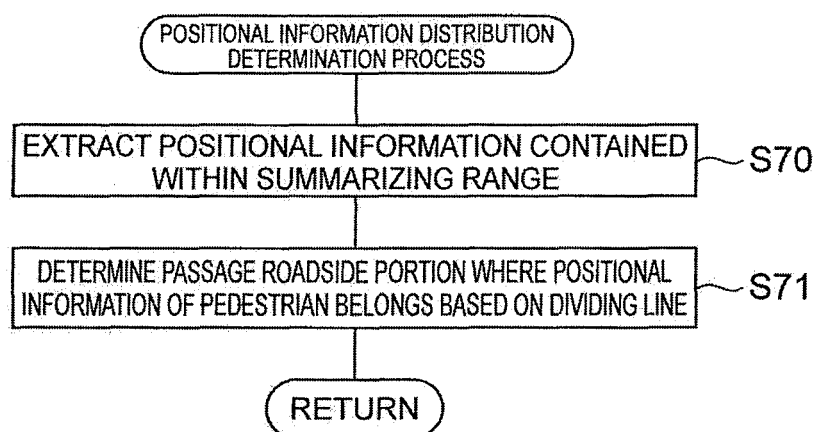 POSITIONAL INFORMATION DISTRIBUTION
DETERMINATION PROCESS
EXTRACT POSITIONAL INFORMATION CONTAINED
WITHIN SUMMARIZING RANGE
S70
DETERMINE PASSAGE ROADSIDE PORTION WHERE POSITIONAL
INFORMATION OF PEDESTRIAN BELONGS BASED ON DIVIDING LINE
S71
RETURN